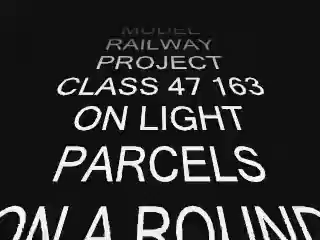 MODEL
RAILWAY
PROJECT
CLASS 47 163
ON LIGHT
PARCELS
ON A ROUND